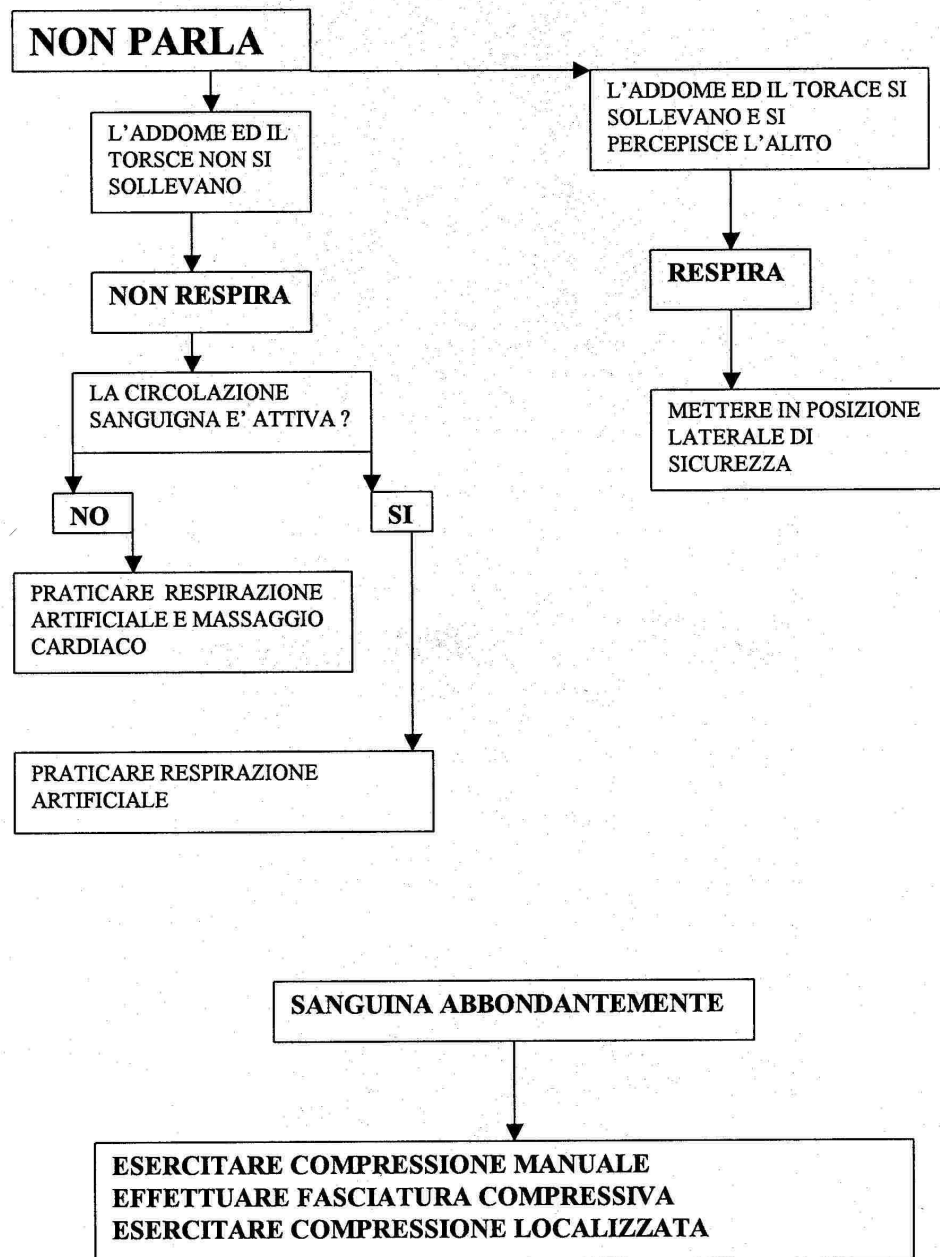 NON PARLA
L'ADDOME ED IL
TORSCE NON SI
SOLLEVANO
NON RESPIRA
LA CIRCOLAZIONE
SANGUIGNA E' ATTIVA ?
NO
SI
PRATICARE RESPIRAZIONE
ARTIFICIALE E MASSAGGIO
CARDIACO
PRATICARE RESPIRAZIONE
ARTIFICIALE
L'ADDOME ED IL TORACE SI
SOLLEVANO E SI
PERCEPISCE L'ALITO
RESPIRA
METTERE IN POSIZIONE
LATERALE DI
SICUREZZA
SANGUINA ABBONDANTEMENTE
ESERCITARE COMPRESSIONE MANUALE
EFFETTUARE FASCIATURA COMPRESSIVA
ESERCITARE COMPRESSIONE LOCALIZZATA